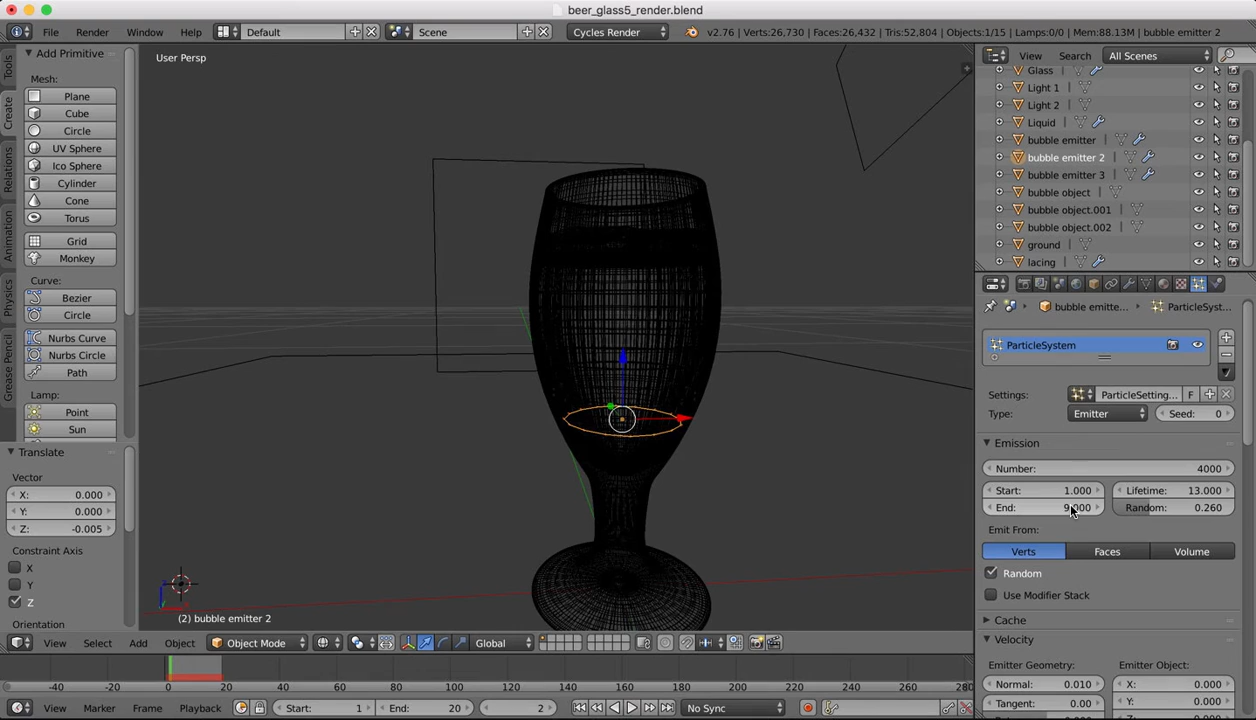 beer_glass5_render.blend
File Render Window Help Default Scene Cycles Render v2.76 | Verts:26,730 | Faces:26,432 | Tris:52,804 | Objects:1/15 | Lamps:0/0 | Mem:88.13M | bubble emitter 2
Tools
Create
Relations
Animation
Physics
Grease Pencil
Add Primitive
Mesh:
Plane
Cube
Circle
UV Sphere
Ico Sphere
Cylinder
Cone
Torus
Grid
Monkey
Curve:
Bezier
Circle
Nurbs Curve
Nurbs Circle
Path
Lamp:
Point
Sun
Translate
Vector
X: 0.000
Y: 0.000
Z: -0.005
Constraint Axis
X
Y
Z
Orientation
User Persp
(2) bubble emitter 2
View Select Add Object Object Mode Global
-40 -20 0 20 40 60 80 100 120 140 160 180 200 220 240 260 280
View Marker Frame Playback Start: 1 End: 20 2 No Sync
View Search All Scenes
Glass
Light 1
Light 2
Liquid
bubble emitter
bubble emitter 2
bubble emitter 3
bubble object
bubble object.001
bubble object.002
ground
lacing
bubble emitte... ParticleSyst...
ParticleSystem
Settings: ParticleSetting... F
Type: Emitter Seed: 0
Emission
Number: 4000
Start: 1.000 Lifetime: 13.000
End: 9.000 Random: 0.260
Emit From:
Verts Faces Volume
Random
Use Modifier Stack
Cache
Velocity
Emitter Geometry: Emitter Object:
Normal: 0.010 X: 0.000
Tangent: 0.00 Y: 0.000